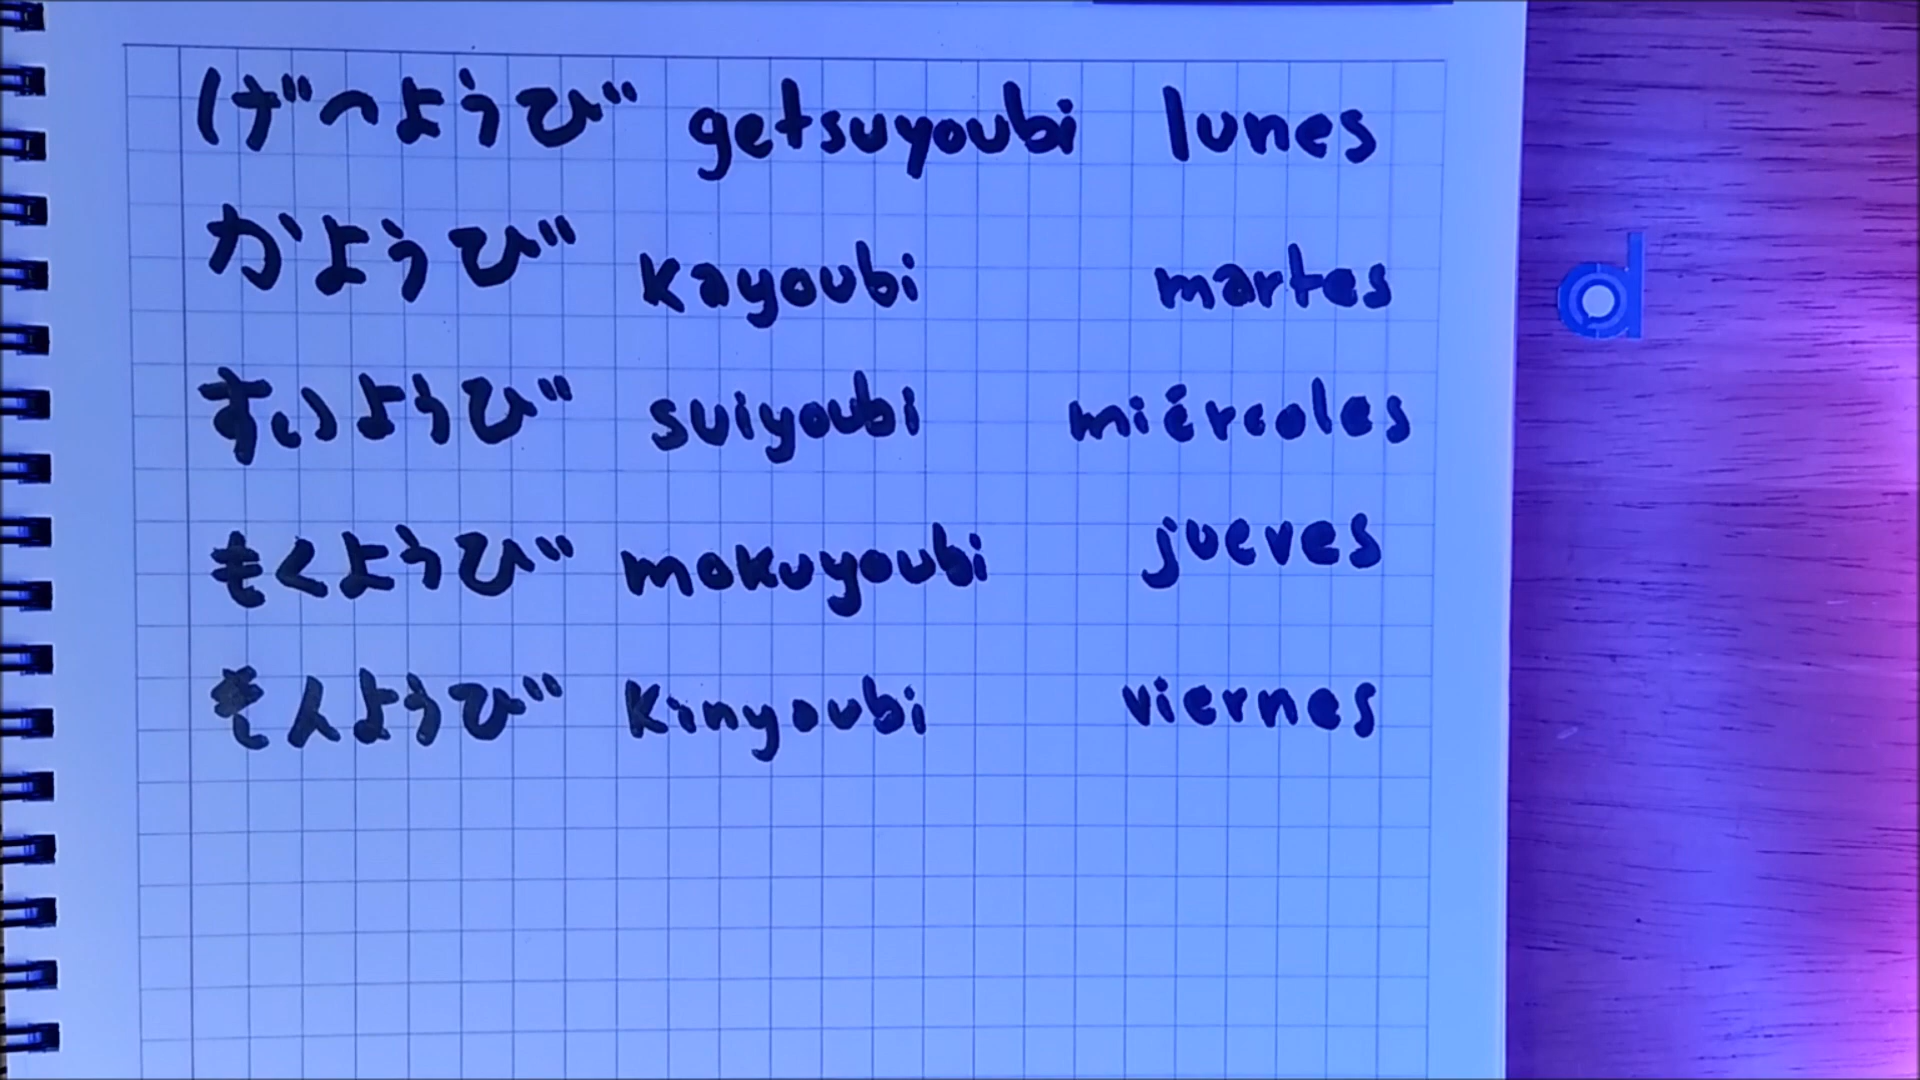 げつようび getsuyoubi lunes
かようび kayoubi martes
すいようび suiyoubi miércoles
もくようび mokuyoubi jueves
きんようび kinyoubi viernes
d